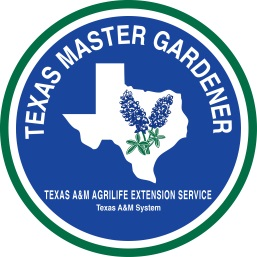 TEXAS MASTER GARDENER
TEXAS A&M AGRILIFE EXTENSION SERVICE
Texas A&M System